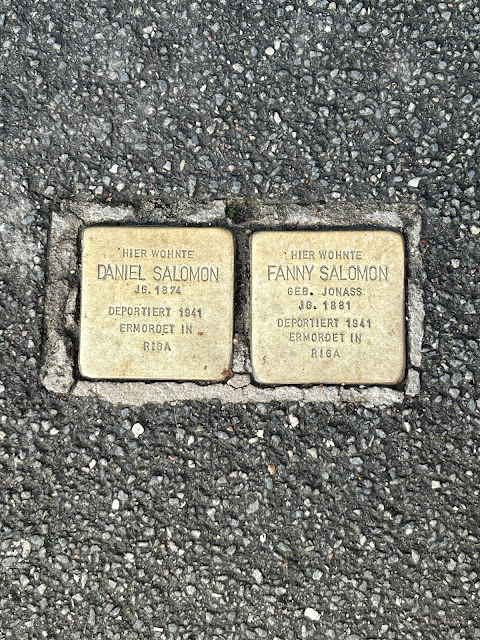 HIER WOHNTE
DANIEL SALOMON
JG. 1874
DEPORTIERT 1941
ERMORDET IN
RIGA
HIER WOHNTE
FANNY SALOMON
GEB. JONASS
JG. 1881
DEPORTIERT 1941
ERMORDET IN
RIGA